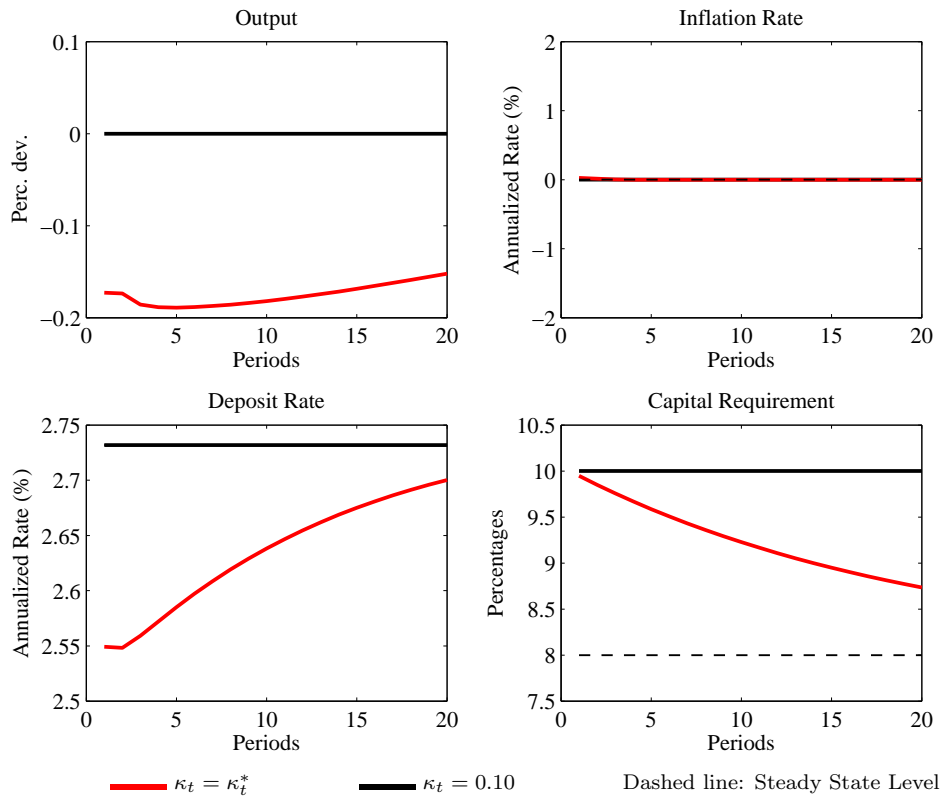 Output
Perc. dev.
0.1
0
−0.1
−0.2
0 5 10 15 20
Periods
Inflation Rate
Annualized Rate (%)
2
1
0
−1
−2
0 5 10 15 20
Periods
Deposit Rate
Annualized Rate (%)
2.75
2.7
2.65
2.6
2.55
2.5
0 5 10 15 20
Periods
Capital Requirement
Percentages
10.5
10
9.5
9
8.5
8
7.5
0 5 10 15 20
Periods
κ_t = κ_t^*
κ_t = 0.10
Dashed line: Steady State Level